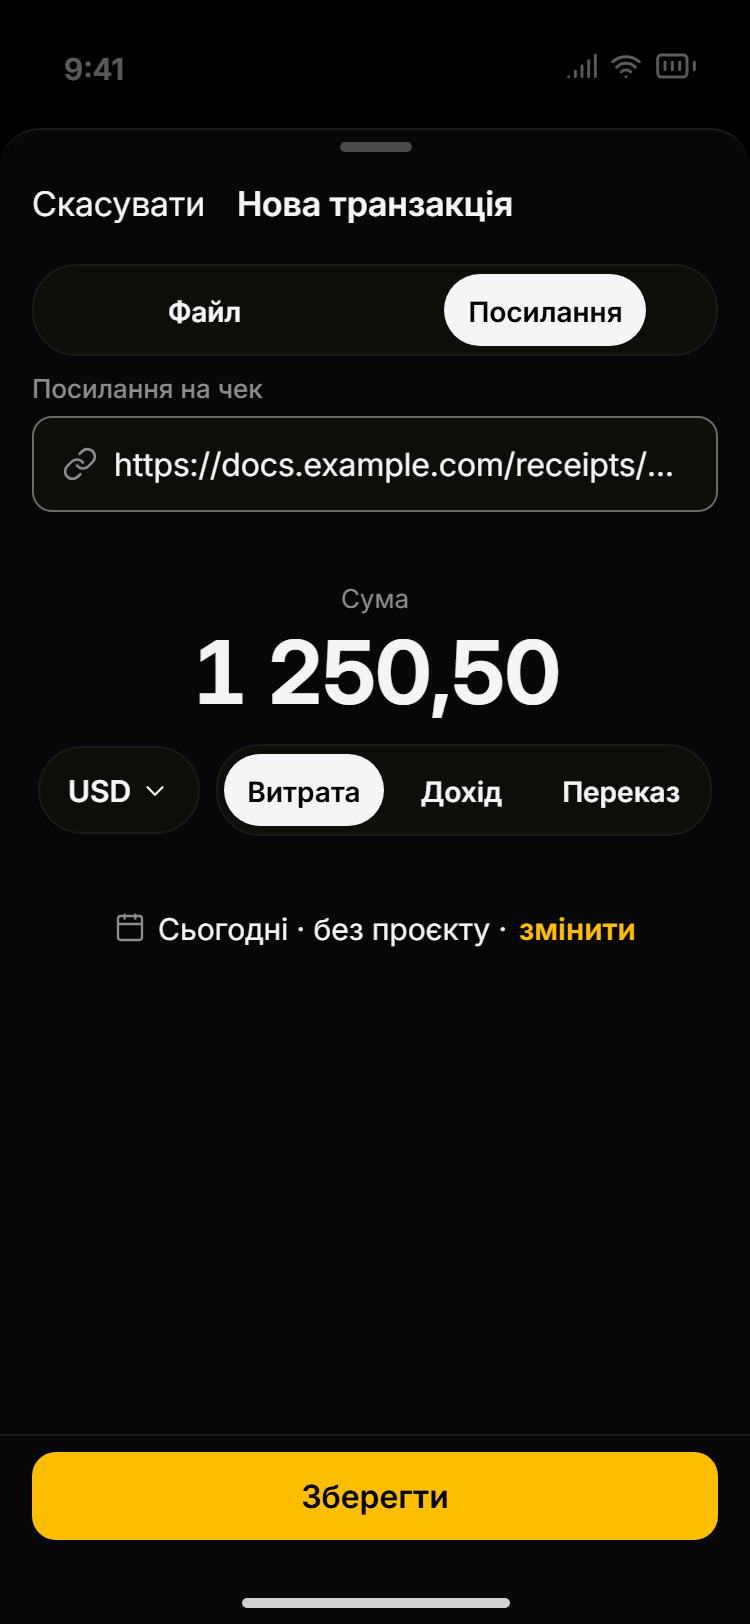 9:41
Скасувати Нова транзакція
Файл Посилання
Посилання на чек
https://docs.example.com/receipts/...
Сума
1 250,50
USD Витрата Дохід Переказ
Сьогодні · без проєкту · змінити
Зберегти